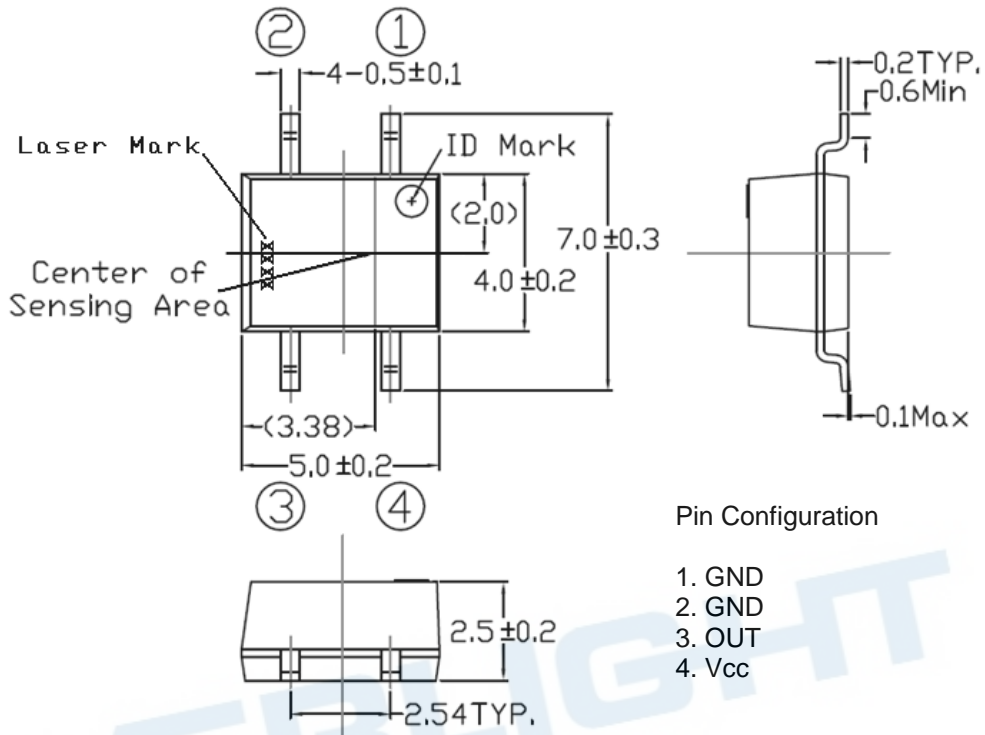 ② ①
4-0.5±0.1
0.2TYP.
0.6Min
Laser Mark
ID Mark
(2.0)
7.0±0.3
4.0±0.2
Center of
Sensing Area
0.1Max
(3.38)
5.0±0.2
③ ④
Pin Configuration
1. GND
2. GND
3. OUT
4. Vcc
2.5±0.2
2.54TYP.
ERLIGHT